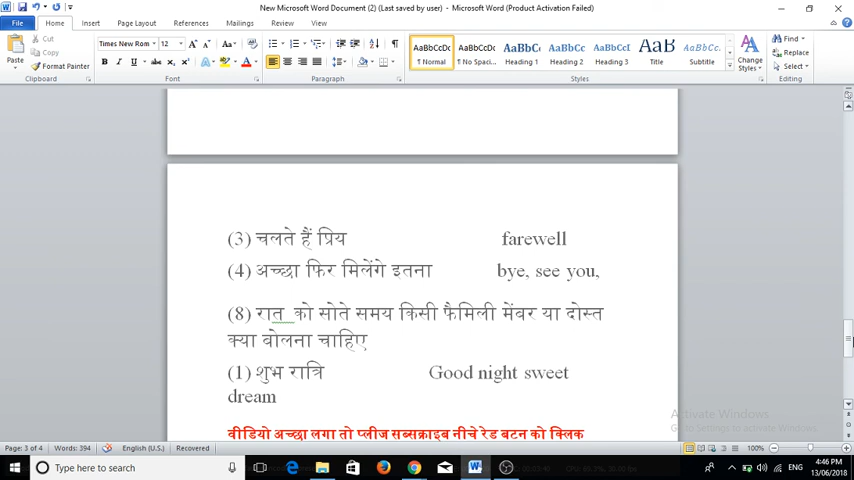 New Microsoft Word Document (2) (Last saved by user) - Microsoft Word (Product Activation Failed)
File Home Insert Page Layout References Mailings Review View
Cut
Copy
Format Painter
Paste
Clipboard
Times New Rom 12
Font
Paragraph
AaBbCcDc AaBbCcDc AaBbC AaBbCc AaBbCcI AaB AaBbCc.
¶ Normal ¶ No Spaci... Heading 1 Heading 2 Heading 3 Title Subtitle
Styles
Change Styles
Find
Replace
Select
Editing
(3) चलते हैं प्रिय farewell
(4) अच्छा फिर मिलेंगे इतना bye, see you,
(8) रात को सोते समय किसी फैमिली मेंबर या दोस्त
क्या बोलना चाहिए
(1) शुभ रात्रि Good night sweet
dream
वीडियो अच्छा लगा तो प्लीज सब्सक्राइब नीचे रेड बटन को क्लिक
Activate Windows
Go to Settings to activate Windows.
Page: 3 of 4 Words: 394 English (U.S.) Recovered 100%
Type here to search
ENG
4:46 PM
13/06/2018